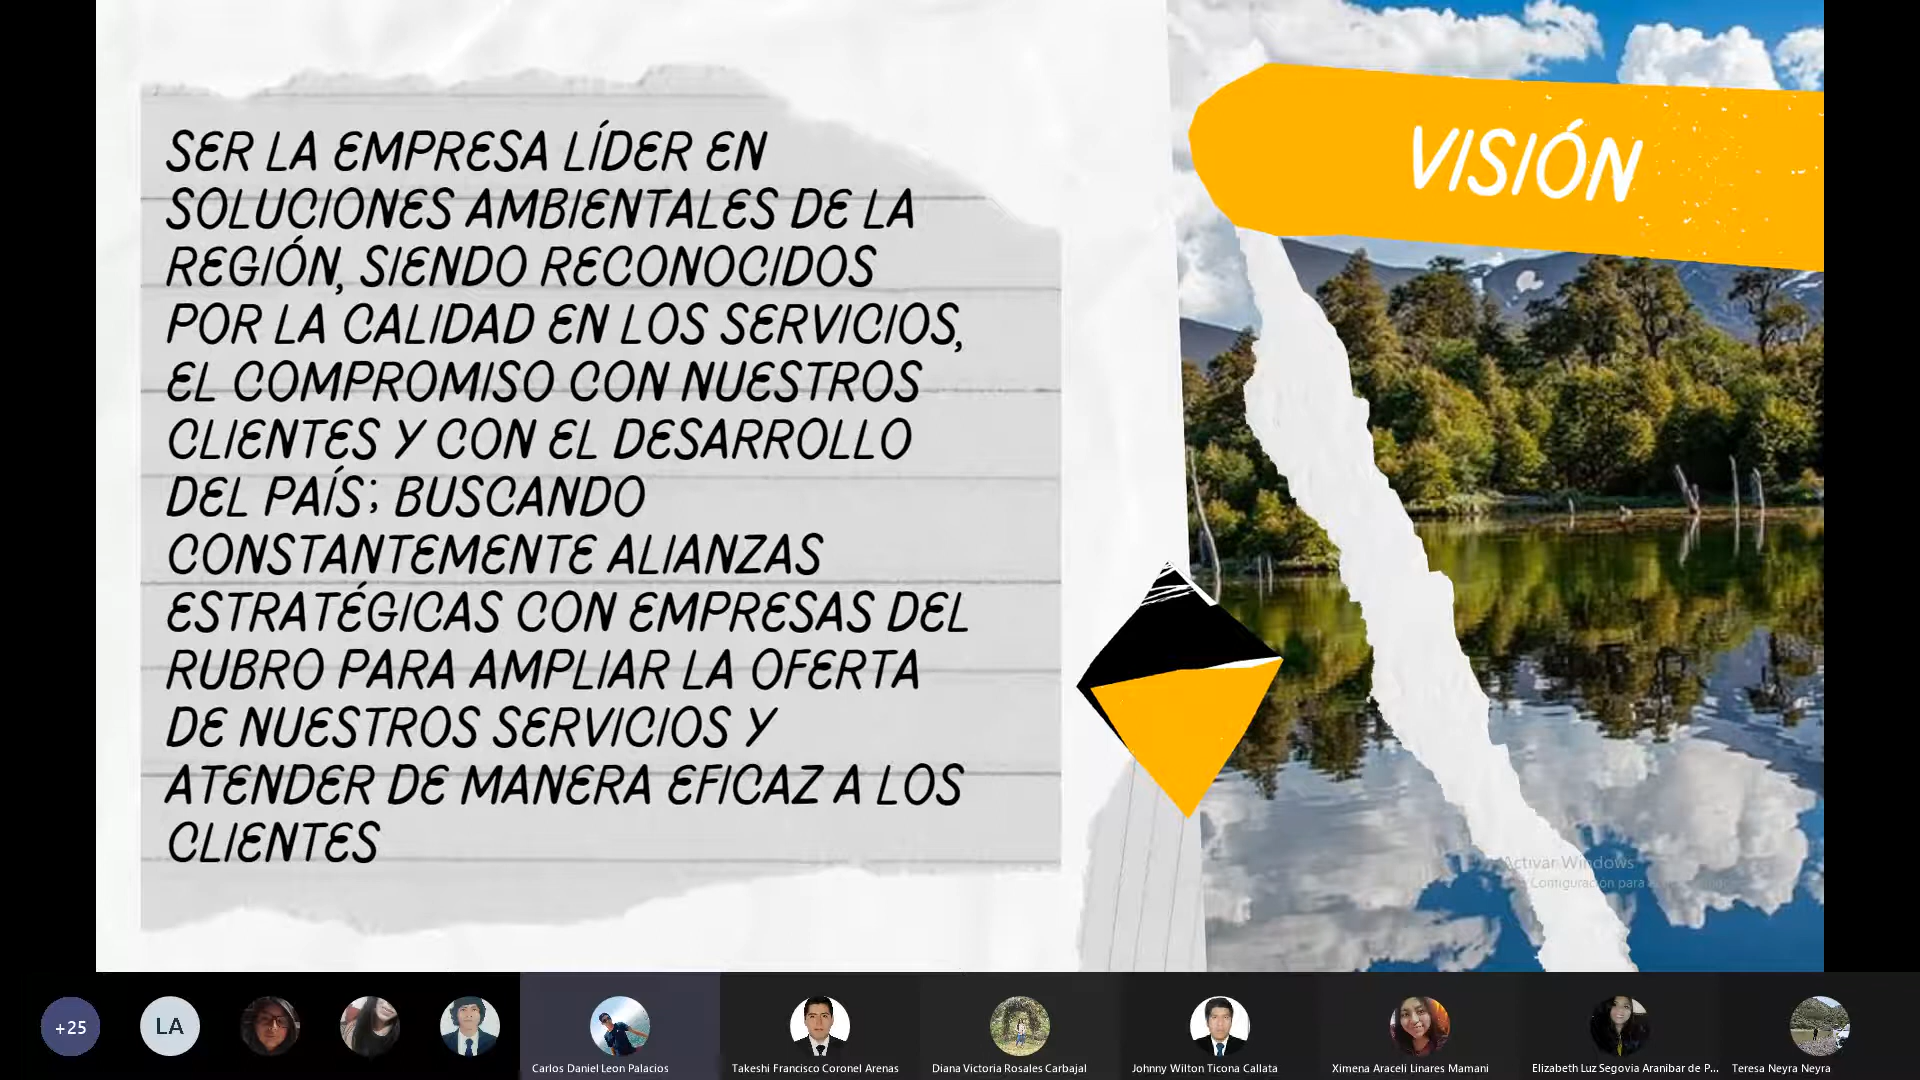 SER LA EMPRESA LÍDER EN
SOLUCIONES AMBIENTALES DE LA
REGIÓN, SIENDO RECONOCIDOS
POR LA CALIDAD EN LOS SERVICIOS,
EL COMPROMISO CON NUESTROS
CLIENTES Y CON EL DESARROLLO
DEL PAÍS; BUSCANDO
CONSTANTEMENTE ALIANZAS
ESTRATÉGICAS CON EMPRESAS DEL
RUBRO PARA AMPLIAR LA OFERTA
DE NUESTROS SERVICIOS Y
ATENDER DE MANERA EFICAZ A LOS
CLIENTES
VISIÓN
Activar Windows
Configuración para
+25
LA
Carlos Daniel Leon Palacios
Takeshi Francisco Coronel Arenas
Diana Victoria Rosales Carbajal
Johnny Wilton Ticona Callata
Ximena Araceli Linares Mamani
Elizabeth Luz Segovia Aranibar de P...
Teresa Neyra Neyra